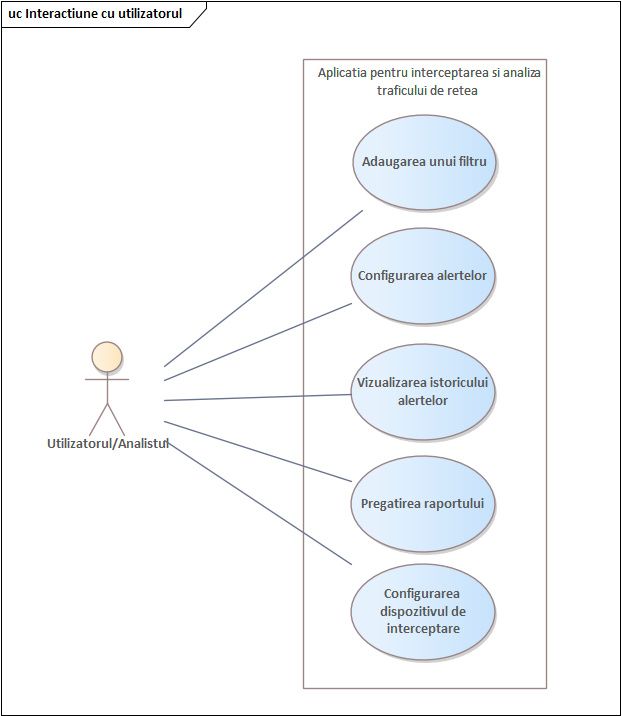 uc Interactiune cu utilizatorul
Aplicatia pentru interceptarea si analiza
traficului de retea
Adaugarea unui filtru
Configurarea alertelor
Vizualizarea istoricului
alertelor
Utilizatorul/Analistul
Pregatirea raportului
Configurarea
dispozitivul de
interceptare